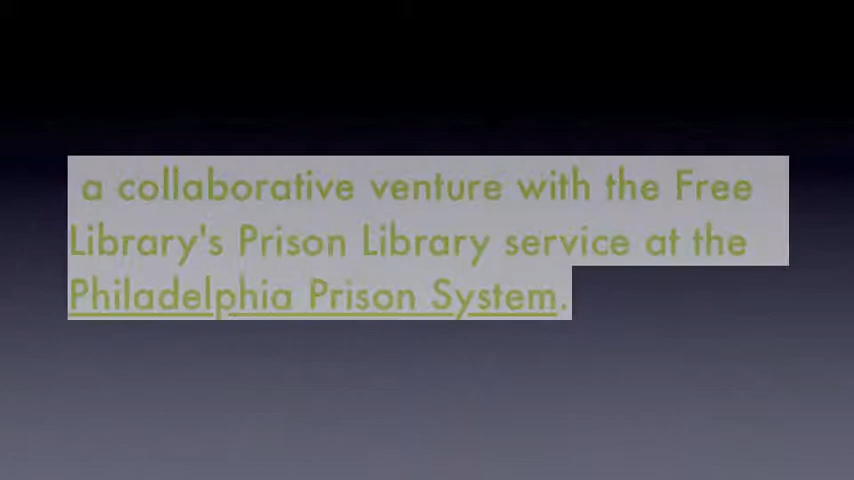 a collaborative venture with the Free
Library's Prison Library service at the
Philadelphia Prison System.